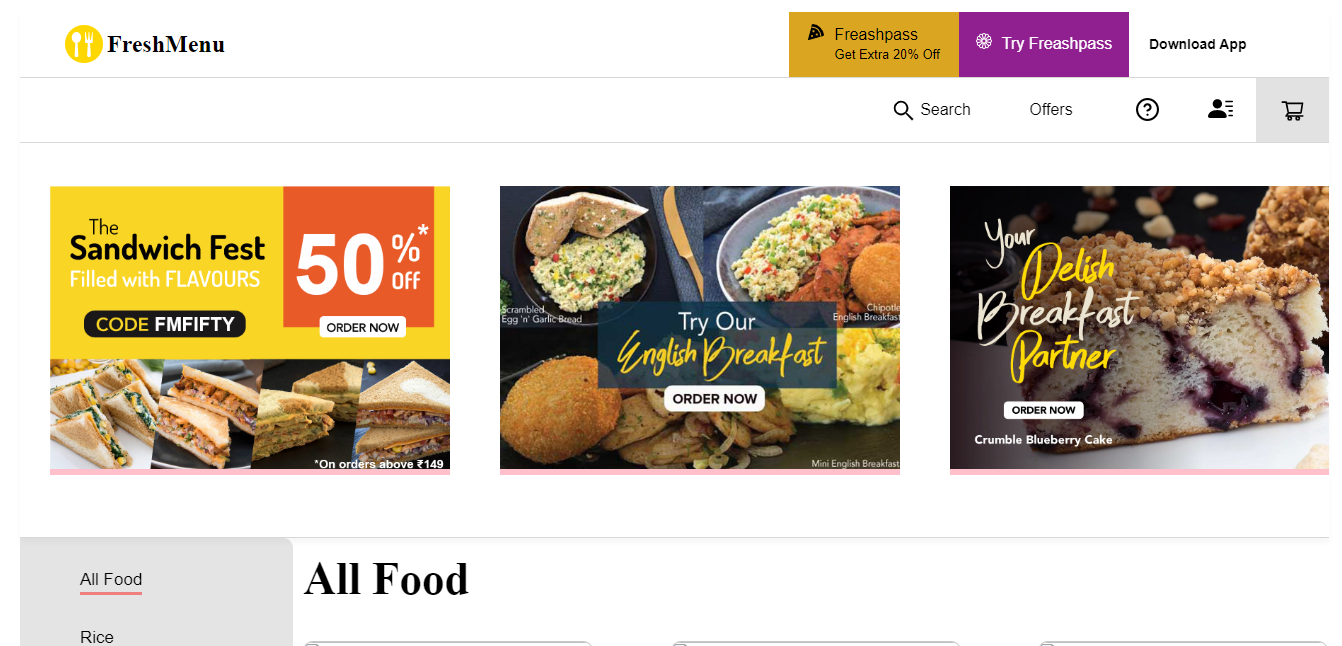 FreshMenu
Freashpass
Get Extra 20% Off
Try Freashpass
Download App
Search
Offers
The
Sandwich Fest
Filled with FLAVOURS
CODE FMFIFTY
50%*
OFF
ORDER NOW
*On orders above ₹149
Scrambled
Egg 'n' Garlic Bread
Chipotle
English Breakfast
Try Our
English Breakfast
ORDER NOW
Mini English Breakfast
Your
Delish
Breakfast
Partner
ORDER NOW
Crumble Blueberry Cake
All Food
Rice
All Food